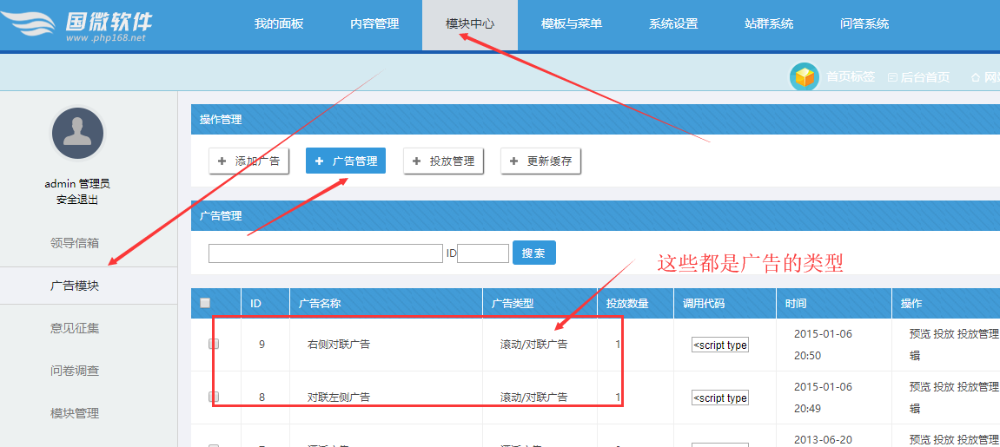 国微软件
www.php168.net
我的面板 内容管理 模块中心 模板与菜单 系统设置 站群系统 问答系统
首页标签 后台首页
admin 管理员
安全退出
领导信箱
广告模块
意见征集
问卷调查
模块管理
操作管理
添加广告 广告管理 投放管理 更新缓存
广告管理
ID 搜索
这些都是广告的类型
ID 广告名称 广告类型 投放数量 调用代码 时间 操作
9 右侧对联广告 滚动/对联广告 1 <script type 2015-01-06 20:50 预览 投放 投放管理 辑
8 对联左侧广告 滚动/对联广告 1 <script type 2015-01-06 20:49 预览 投放 投放管理 辑
2013-06-20 预览 投放 投放管理